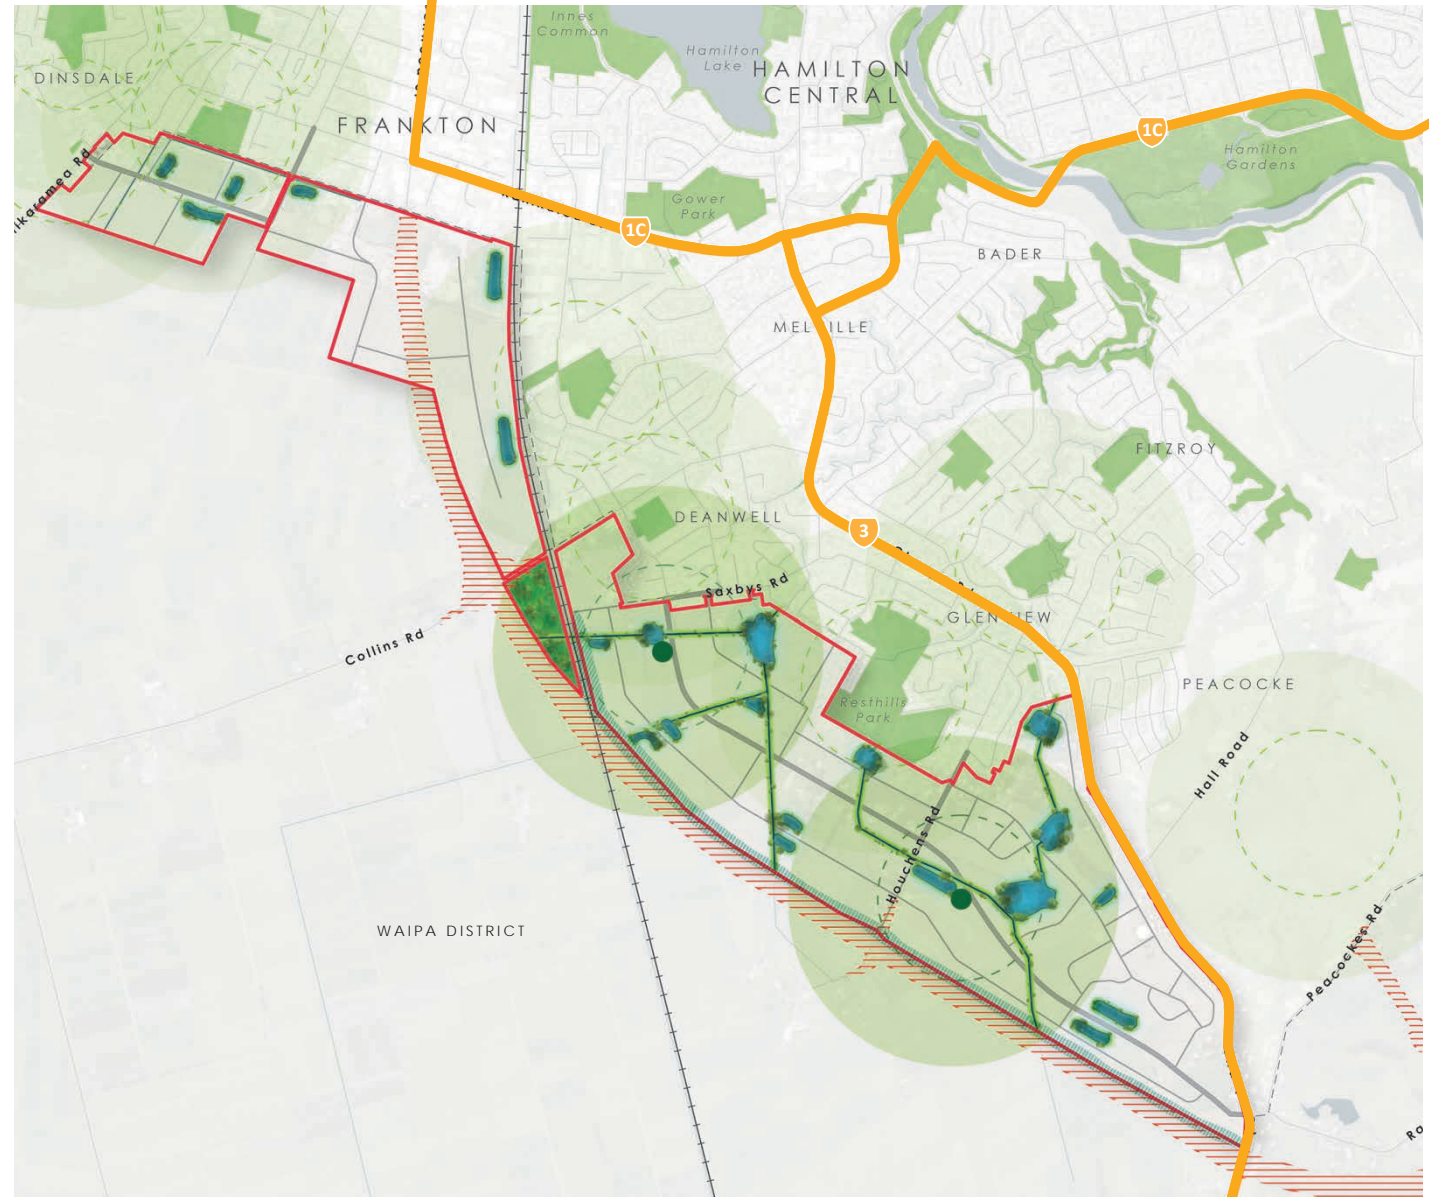 Innes
Common
Hamilton
Lake
HAMILTON
CENTRAL
DINSDALE
FRANKTON
1C
Hamilton
Gardens
Gower
Park
1C
BADER
MELVILLE
FITZROY
DEANWELL
3
Saxbys Rd
GLENVIEW
Collins Rd
PEACOCKE
Resthills
Park
Hall Road
Houchens Rd
WAIPA DISTRICT
Peacockes Rd